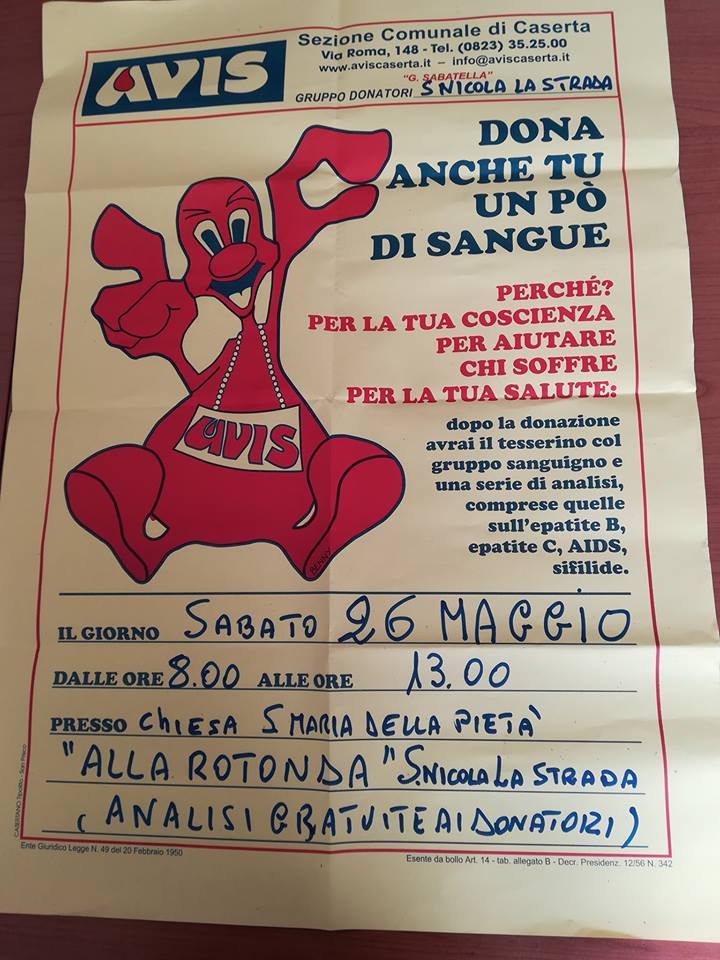 AVIS
Sezione Comunale di Caserta
Via Roma, 148 - Tel. (0823) 35.25.00
www.aviscaserta.it – info@aviscaserta.it
"G. SABATELLA"
GRUPPO DONATORI S NICOLA LA STRADA
DONA
ANCHE TU
UN PÒ
DI SANGUE
PERCHÉ?
PER LA TUA COSCIENZA
PER AIUTARE
CHI SOFFRE
PER LA TUA SALUTE:
dopo la donazione
avrai il tesserino col
gruppo sanguigno e
una serie di analisi,
comprese quelle
sull'epatite B,
epatite C, AIDS,
sifilide.
AVIS
BENNY
IL GIORNO SABATO 26 MAGGIO
DALLE ORE 8.00 ALLE ORE 13.00
PRESSO CHIESA S MARIA DELLA PIETÀ
"ALLA ROTONDA" S.NICOLA LA STRADA
(ANALISI GRATUITE AI DONATORI)
CASERTANO Tipolito - San Prisco
Ente Giuridico Legge N. 49 del 20 Febbraio 1950
Esente da bollo Art. 14 - tab. allegato B - Decr. Presidenz. 12/56 N. 342